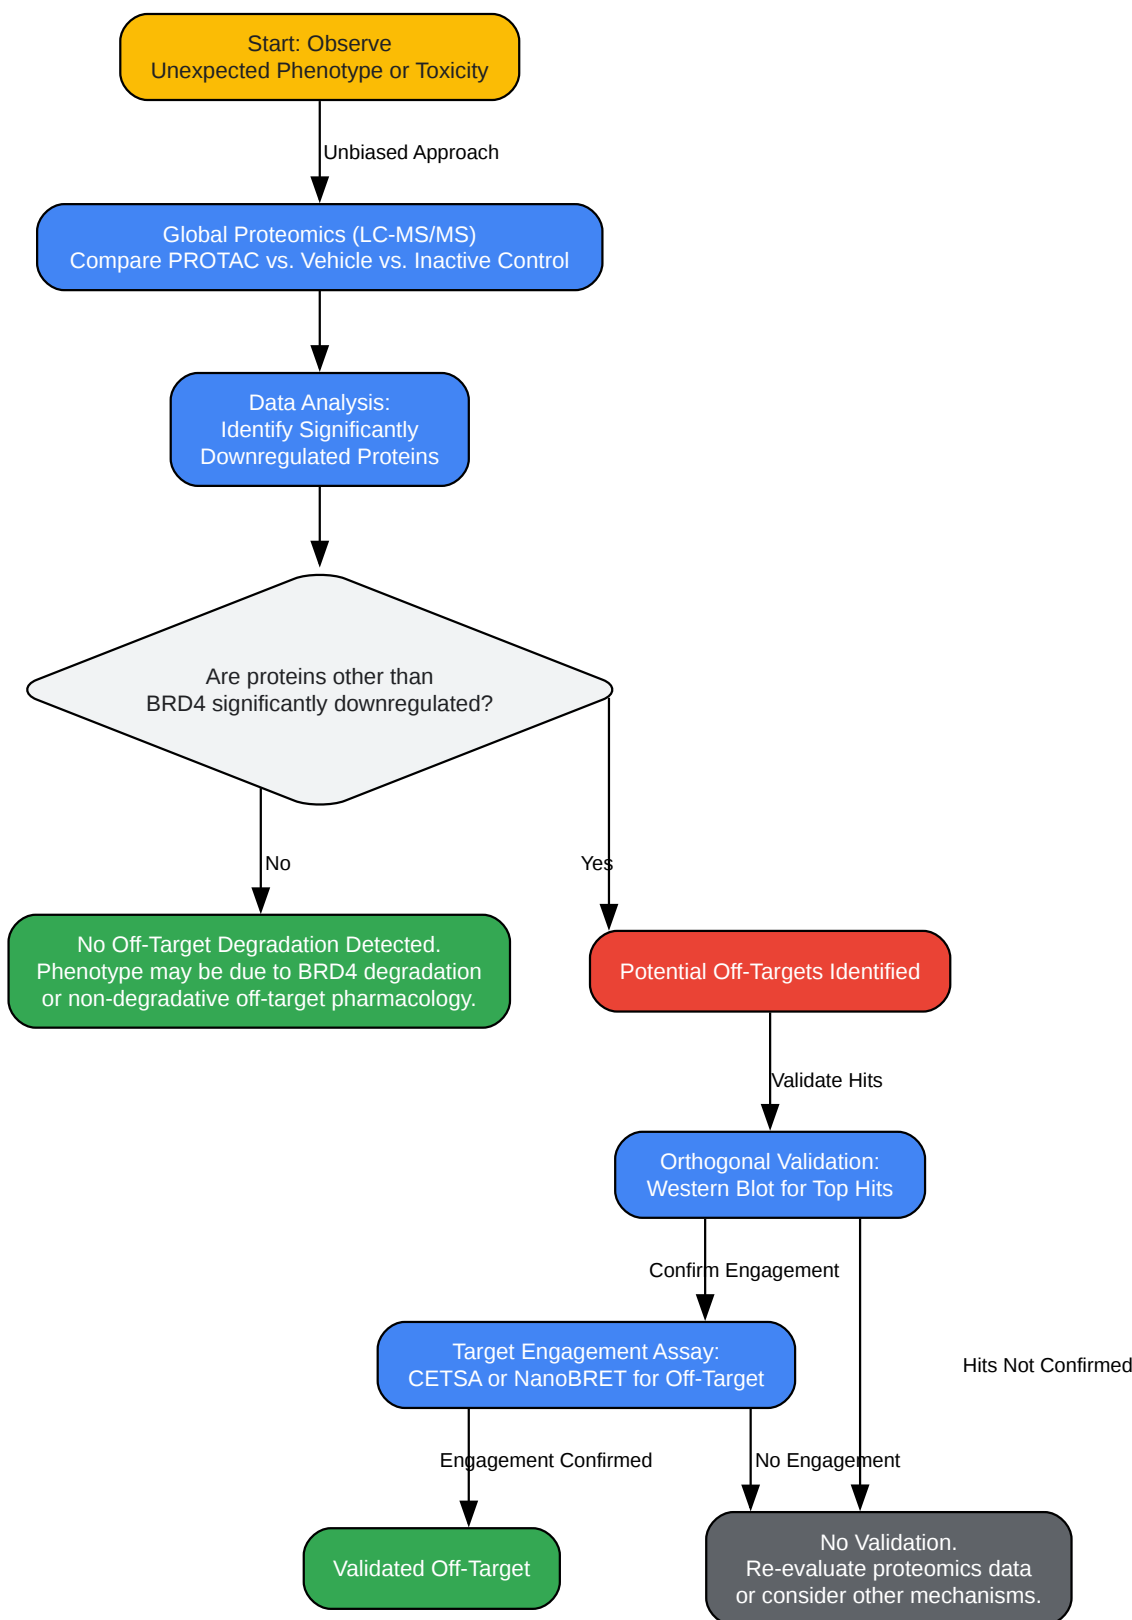 Start: Observe
Unexpected Phenotype or Toxicity
Unbiased Approach
Global Proteomics (LC-MS/MS)
Compare PROTAC vs. Vehicle vs. Inactive Control
Data Analysis:
Identify Significantly
Downregulated Proteins
Are proteins other than
BRD4 significantly downregulated?
No
Yes
No Off-Target Degradation Detected.
Phenotype may be due to BRD4 degradation
or non-degradative off-target pharmacology.
Potential Off-Targets Identified
Validate Hits
Orthogonal Validation:
Western Blot for Top Hits
Confirm Engagement
Target Engagement Assay:
CETSA or NanoBRET for Off-Target
Hits Not Confirmed
Engagement Confirmed
No Engagement
Validated Off-Target
No Validation.
Re-evaluate proteomics data
or consider other mechanisms.